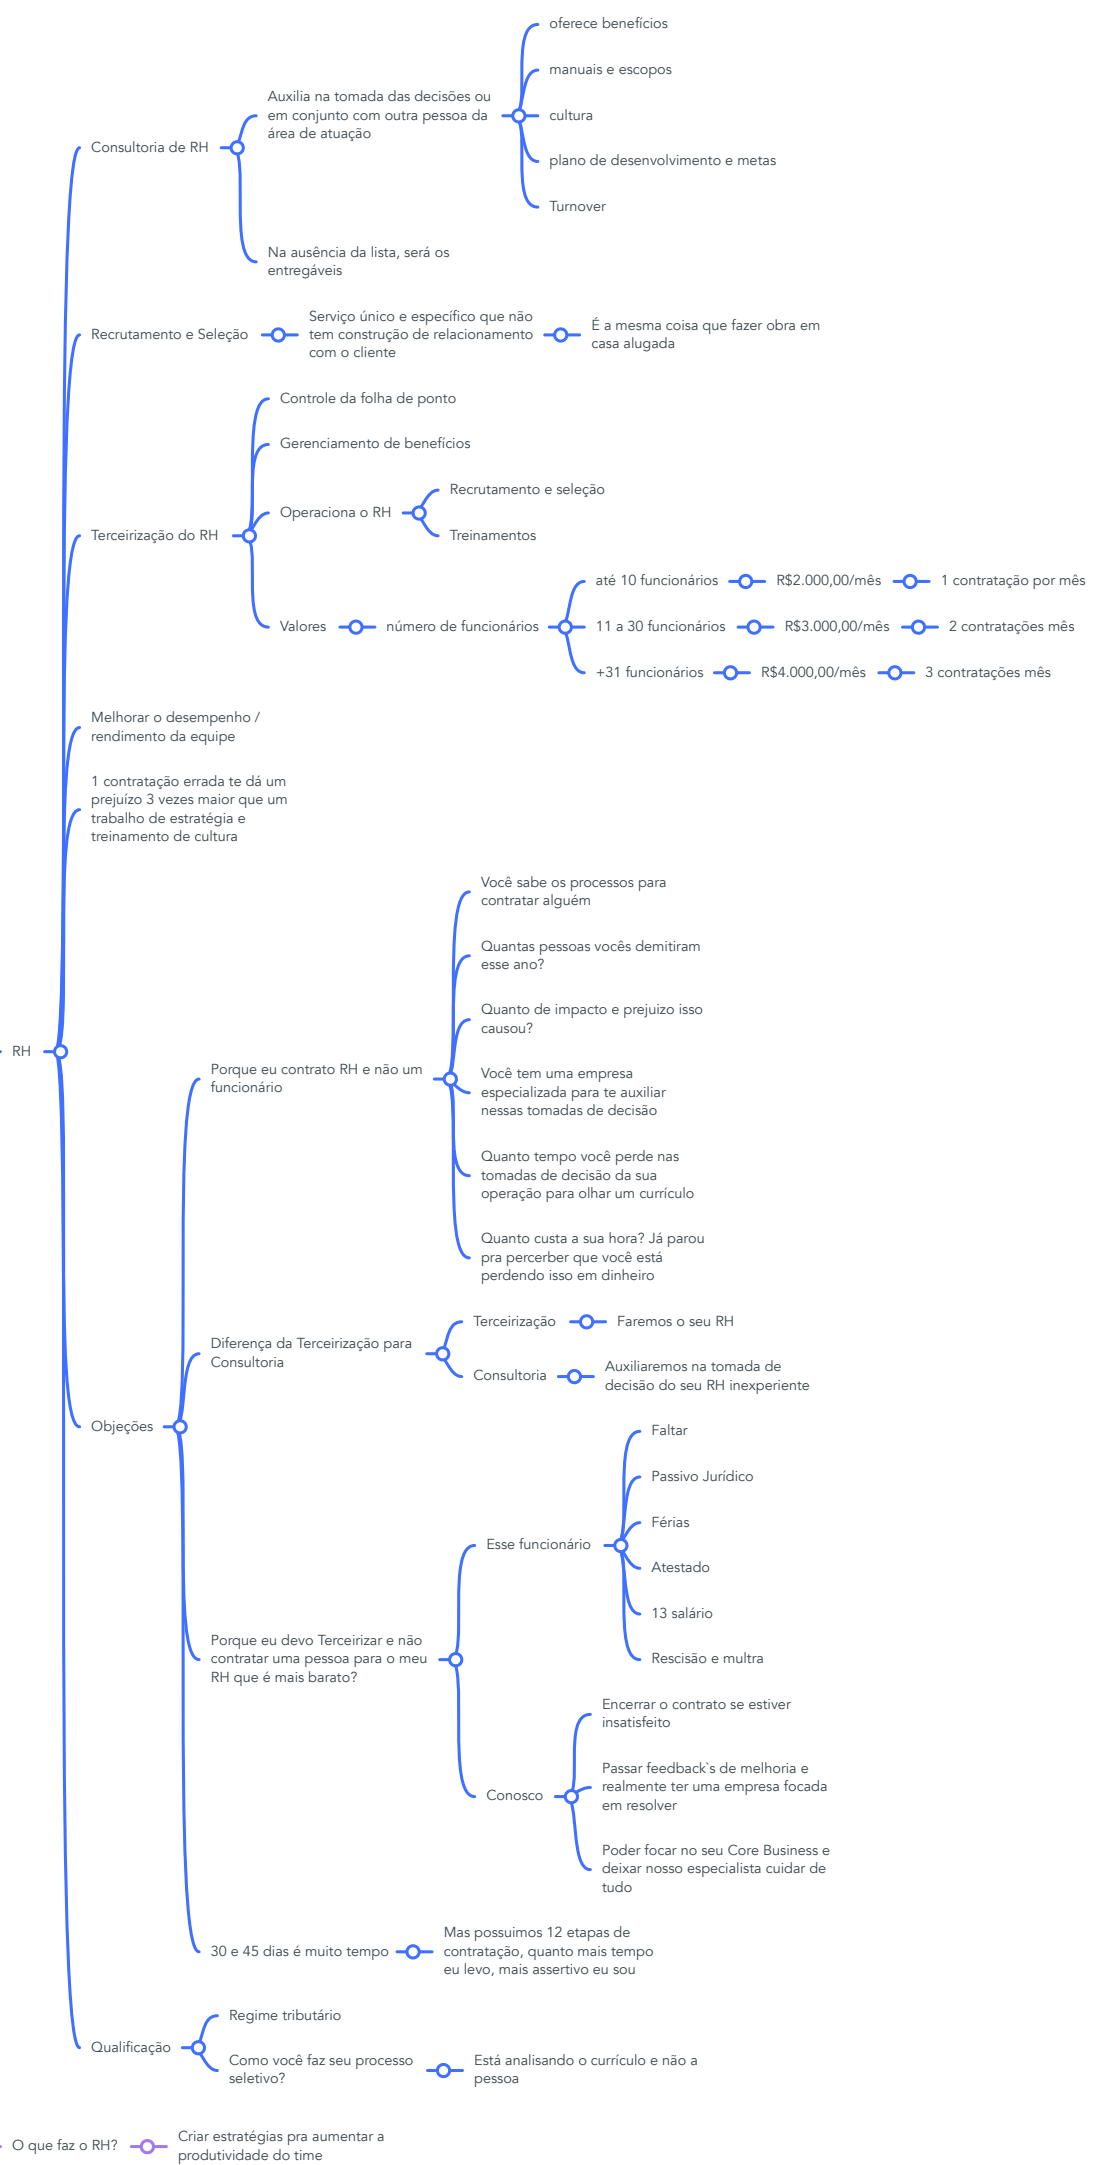 oferece benefícios
manuais e escopos
Auxilia na tomada das decisões ou
em conjunto com outra pessoa da
área de atuação
cultura
Consultoria de RH
plano de desenvolvimento e metas
Turnover
Na ausência da lista, será os
entregáveis
Recrutamento e Seleção
Serviço único e específico que não
tem construção de relacionamento
com o cliente
É a mesma coisa que fazer obra em
casa alugada
Controle da folha de ponto
Gerenciamento de benefícios
Recrutamento e seleção
Operaciona o RH
Terceirização do RH
Treinamentos
até 10 funcionários
R$2.000,00/mês
1 contratação por mês
Valores
número de funcionários
11 a 30 funcionários
R$3.000,00/mês
2 contratações mês
+31 funcionários
R$4.000,00/mês
3 contratações mês
Melhorar o desempenho /
rendimento da equipe
1 contratação errada te dá um
prejuízo 3 vezes maior que um
trabalho de estratégia e
treinamento de cultura
Você sabe os processos para
contratar alguém
Quantas pessoas vocês demitiram
esse ano?
Quanto de impacto e prejuizo isso
causou?
RH
Porque eu contrato RH e não um
funcionário
Você tem uma empresa
especializada para te auxiliar
nessas tomadas de decisão
Quanto tempo você perde nas
tomadas de decisão da sua
operação para olhar um currículo
Quanto custa a sua hora? Já parou
pra percerber que você está
perdendo isso em dinheiro
Terceirização
Faremos o seu RH
Diferença da Terceirização para
Consultoria
Consultoria
Auxiliaremos na tomada de
decisão do seu RH inexperiente
Objeções
Faltar
Passivo Jurídico
Férias
Esse funcionário
Atestado
13 salário
Rescisão e multra
Porque eu devo Terceirizar e não
contratar uma pessoa para o meu
RH que é mais barato?
Encerrar o contrato se estiver
insatisfeito
Conosco
Passar feedback`s de melhoria e
realmente ter uma empresa focada
em resolver
Poder focar no seu Core Business e
deixar nosso especialista cuidar de
tudo
30 e 45 dias é muito tempo
Mas possuimos 12 etapas de
contratação, quanto mais tempo
eu levo, mais assertivo eu sou
Regime tributário
Qualificação
Como você faz seu processo
seletivo?
Está analisando o currículo e não a
pessoa
O que faz o RH?
Criar estratégias pra aumentar a
produtividade do time